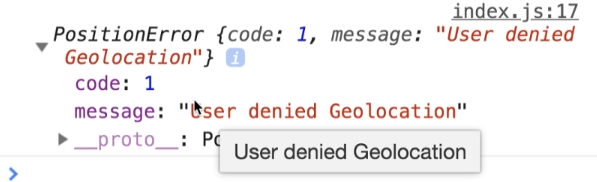 index.js:17
PositionError {code: 1, message: "User denied
Geolocation"} i
code: 1
message: "User denied Geolocation"
__proto__: Po
User denied Geolocation